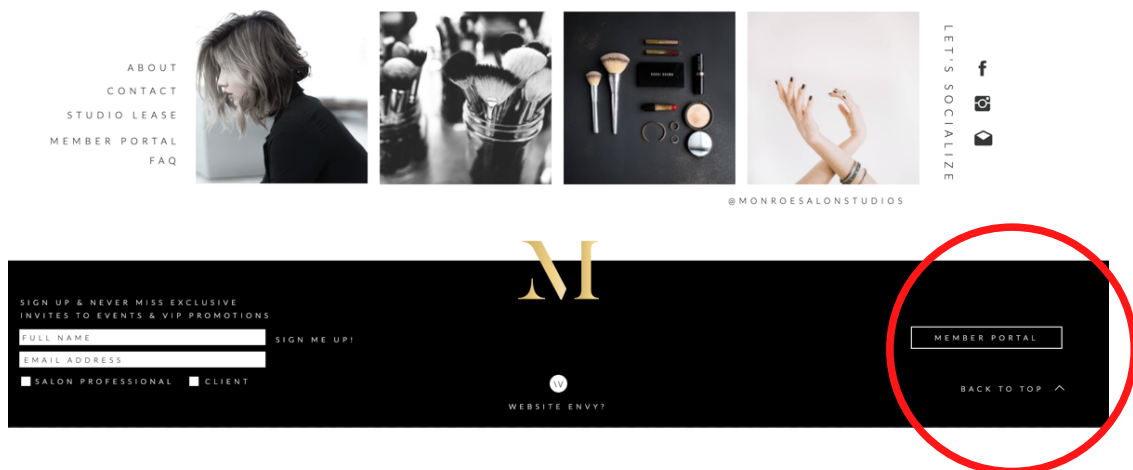 ABOUT
CONTACT
STUDIO LEASE
MEMBER PORTAL
FAQ
LET'S SOCIALIZE
@MONROESALONSTUDIOS
M
SIGN UP & NEVER MISS EXCLUSIVE
INVITES TO EVENTS & VIP PROMOTIONS
FULL NAME
SIGN ME UP!
EMAIL ADDRESS
SALON PROFESSIONAL
CLIENT
WEBSITE ENVY?
MEMBER PORTAL
BACK TO TOP